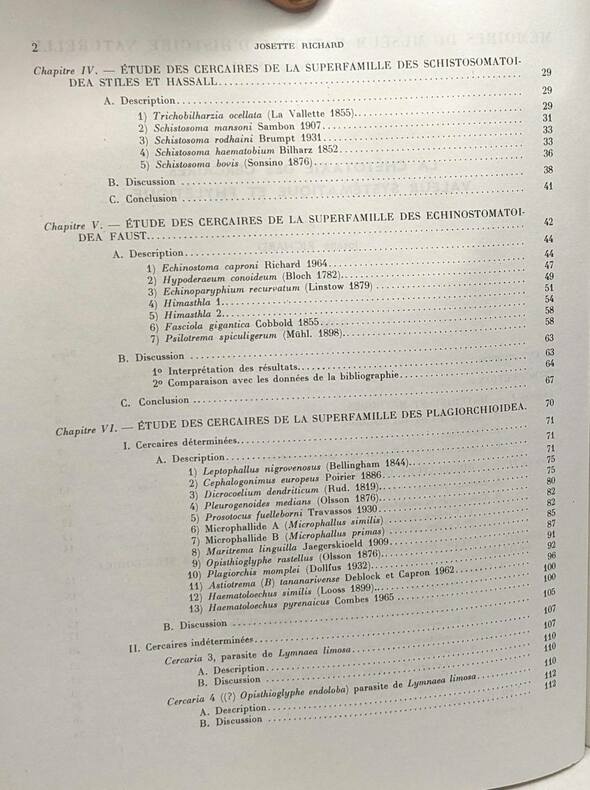 2 JOSETTE RICHARD
Chapitre IV. — ÉTUDE DES CERCAIRES DE LA SUPERFAMILLE DES SCHISTOSOMATOI-
DEA STILES ET HASSALL 29
A. Description 29
1) Trichobilharzia ocellata (La Vallette 1855) 29
2) Schistosoma mansoni Sambon 1907 31
3) Schistosoma rodhaini Brumpt 1931 33
4) Schistosoma haematobium Bilharz 1852 33
5) Schistosoma bovis (Sonsino 1876) 36
B. Discussion 38
C. Conclusion 41
Chapitre V. — ÉTUDE DES CERCAIRES DE LA SUPERFAMILLE DES ECHINOSTOMATOI-
DEA FAUST 42
A. Description 44
1) Echinostoma caproni Richard 1964 44
2) Hypoderaeum conoideum (Bloch 1782) 47
3) Echinoparyphium recurvatum (Linstow 1879) 49
4) Himasthla 1 51
5) Himasthla 2 54
6) Fasciola gigantica Cobbold 1855 58
7) Psilotrema spiculigerum (Mühl. 1898) 58
B. Discussion 63
1º Interprétation des résultats 63
2º Comparaison avec les données de la bibliographie 64
C. Conclusion 67
Chapitre VI. — ÉTUDE DES CERCAIRES DE LA SUPERFAMILLE DES PLAGIORCHIOIDEA. 70
I. Cercaires déterminées 71
A. Description 71
1) Leptophallus nigrovenosus (Bellingham 1844) 71
2) Cephalogonimus europeus Poirier 1886 75
3) Dicrocoelium dendriticum (Rud. 1819) 75
4) Pleurogenoides medians (Olsson 1876) 80
5) Prosotocus fuelleborni Travassos 1930 82
6) Microphallide A (Microphallus similis) 82
7) Microphallide B (Microphallus primas) 85
8) Maritrema linguilla Jaegerskioeld 1909 87
9) Opisthioglyphe rastellus (Olsson 1876) 91
10) Plagiorchis momplei (Dollfus 1932) 92
11) Astiotrema (B) tananarivense Deblock et Capron 1962 96
12) Haematoloechus similis (Looss 1899) 100
13) Haematoloechus pyrenaicus Combes 1965 100
B. Discussion 105
II. Cercaires indéterminées 107
Cercaria 3, parasite de Lymnaea limosa 107
A. Description 110
B. Discussion 110
Cercaria 4 ((?) Opisthioglyphe endoloba) parasite de Lymnaea limosa 110
A. Description 112
B. Discussion 112